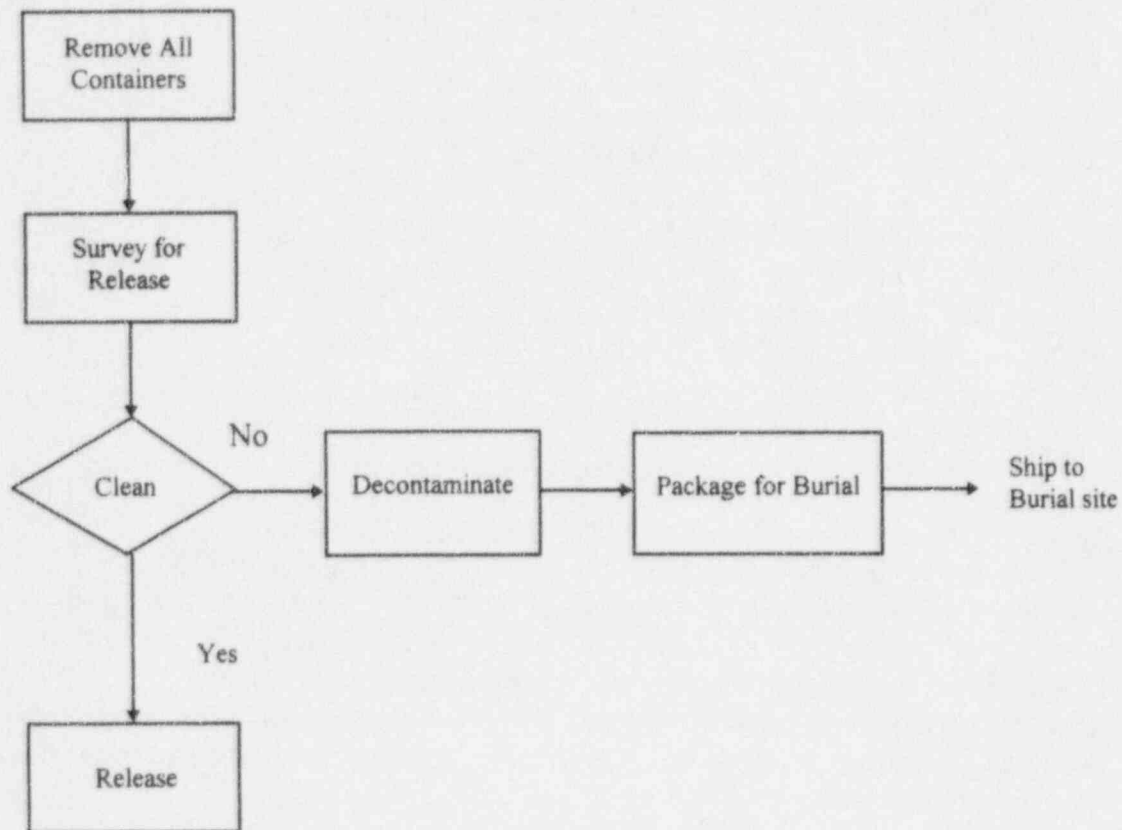 Remove All
Containers
Survey for
Release
No
Clean
Decontaminate
Package for Burial
Ship to
Burial site
Yes
Release